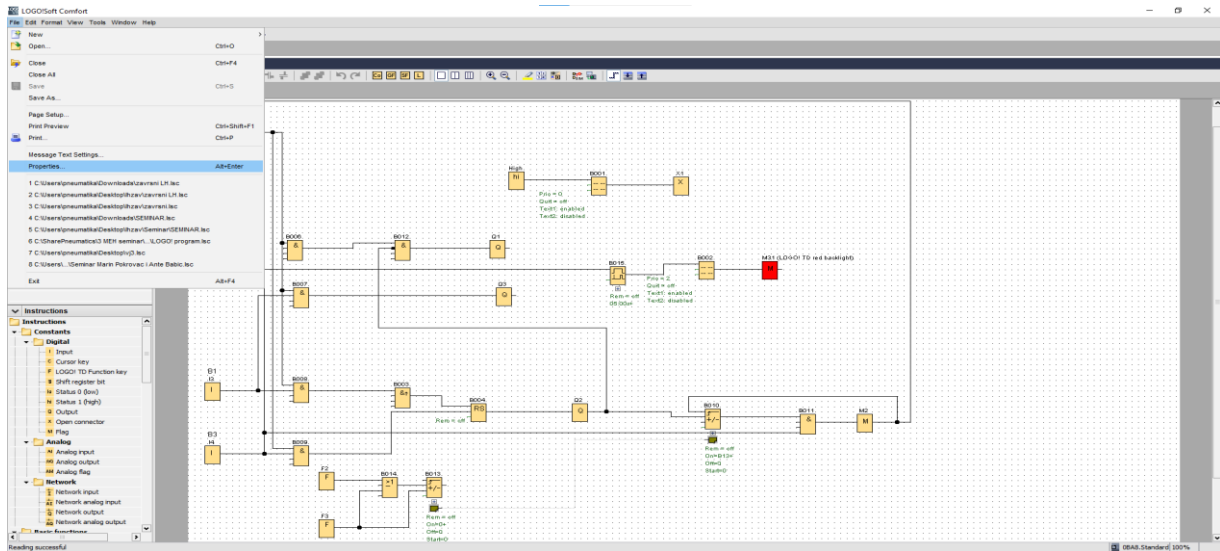 LOGO!Soft Comfort
File Edit Format View Tools Window Help
New
Open... Ctrl+O
Close Ctrl+F4
Close All
Save Ctrl+S
Save As...
Page Setup...
Print Preview Ctrl+Shift+F1
Print... Ctrl+P
Message Text Settings...
Properties... Alt+Enter
1 C:\Users\pneumatika\Downloads\zavrsni LH.lsc
2 C:\Users\pneumatika\Desktop\lhzav\zavrsni LH.lsc
3 C:\Users\pneumatika\Desktop\lhzav\zavrsni.lsc
4 C:\Users\pneumatika\Downloads\SEMINAR.lsc
5 C:\Users\pneumatika\Desktop\lhzav\Seminar\SEMINAR.lsc
6 C:\SharePneumatics\3 MEH seminar\...\LOGO! program.lsc
7 C:\Users\pneumatika\Desktop\vj3.lsc
8 C:\Users\...\Seminar Marin Pokrovac i Ante Babic.lsc
Exit Alt+F4
Instructions
Instructions
Constants
Digital
Input
Cursor key
LOGO! TD Function key
Shift register bit
Status 0 (low)
Status 1 (high)
Output
Open connector
Flag
Analog
Analog input
Analog output
Analog flag
Network
Network input
Network analog input
Network output
Network analog output
Basic functions
Reading successful
High
hi
B001
X1
X
Prio = 0
Quit = off
Text1: enabled
Text2: disabled
B006
&
B012
&
Q1
Q
B015
Rem = off
B002
Prio = 2
Quit = off
Text1: enabled
Text2: disabled
M31 (LOGO! TD red backlight)
M
B007
&
Q3
Q
B1
I3
I
B008
&
B003
&
B004
RS
Rem = off
Q2
Q
B010
+/-
Rem = off
Off=0
Start=0
B011
&
M2
M
B3
I4
I
B009
&
F2
F
B014
≥1
B013
+/-
Rem = off
On=0+
Off=0
Start=0
F3
F
0BA8.Standard 100%